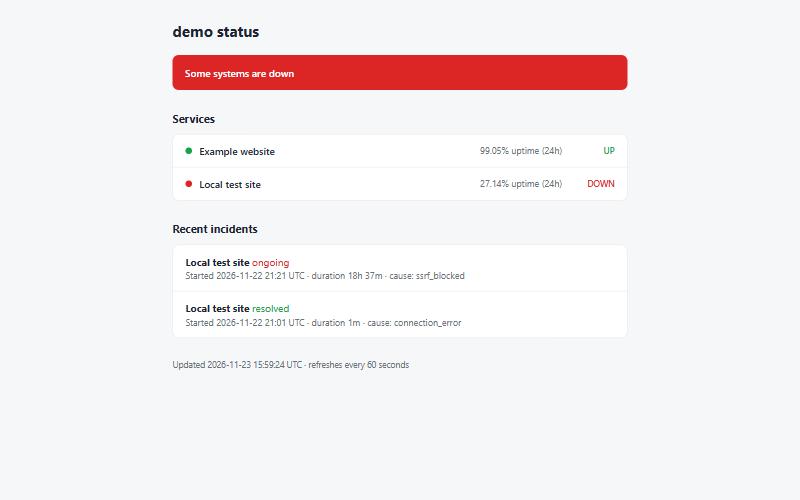 demo status
Some systems are down
Services
Example website 99.05% uptime (24h) UP
Local test site 27.14% uptime (24h) DOWN
Recent incidents
Local test site ongoing
Started 2026-11-22 21:21 UTC · duration 18h 37m · cause: ssrf_blocked
Local test site resolved
Started 2026-11-22 21:01 UTC · duration 1m · cause: connection_error
Updated 2026-11-23 15:59:24 UTC · refreshes every 60 seconds